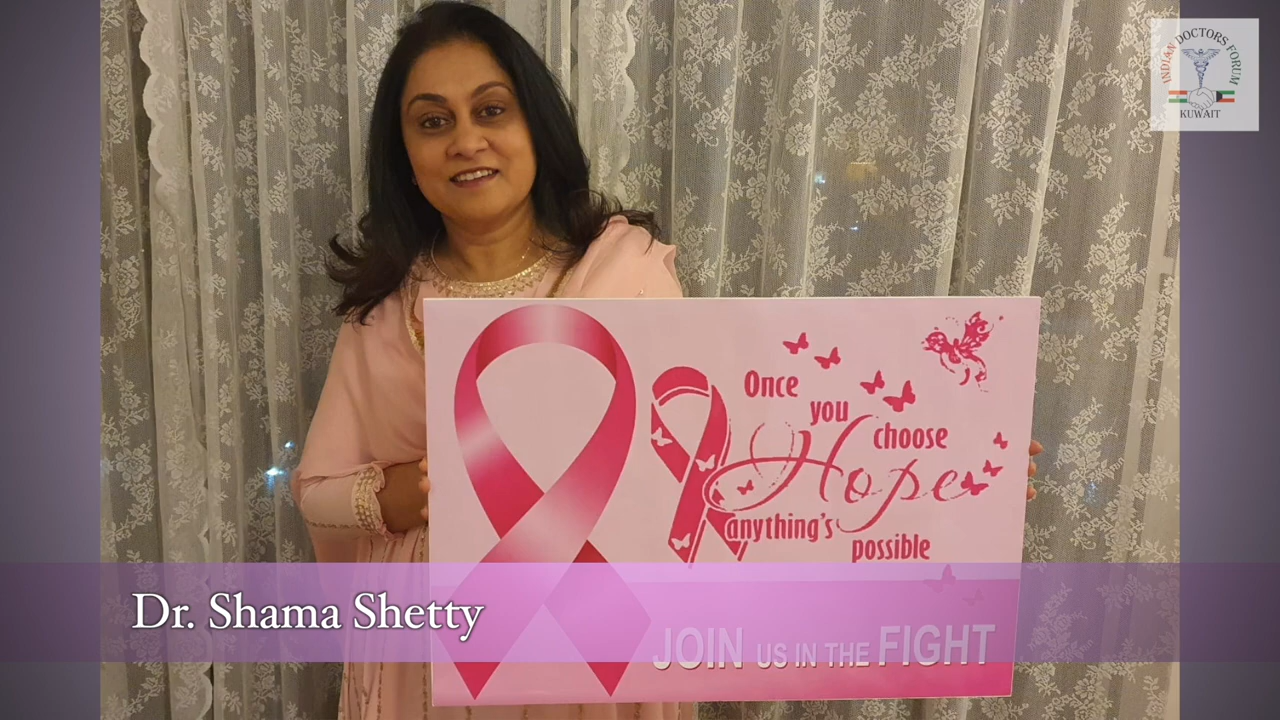 INDIAN DOCTORS FORUM
KUWAIT
Once
you
choose
Hope
anything's
possible
Dr. Shama Shetty
JOIN US IN THE FIGHT